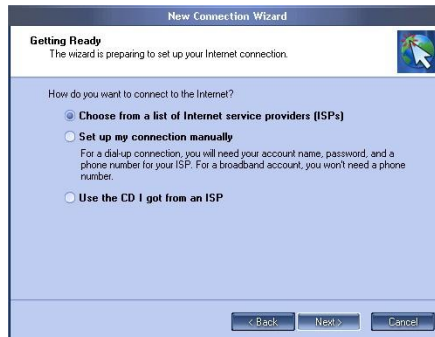 New Connection Wizard
Getting Ready
The wizard is preparing to set up your Internet connection.
How do you want to connect to the Internet?
Choose from a list of Internet service providers (ISPs)
Set up my connection manually
For a dial-up connection, you will need your account name, password, and a
phone number for your ISP. For a broadband account, you won't need a phone
number.
Use the CD I got from an ISP
< Back Next > Cancel